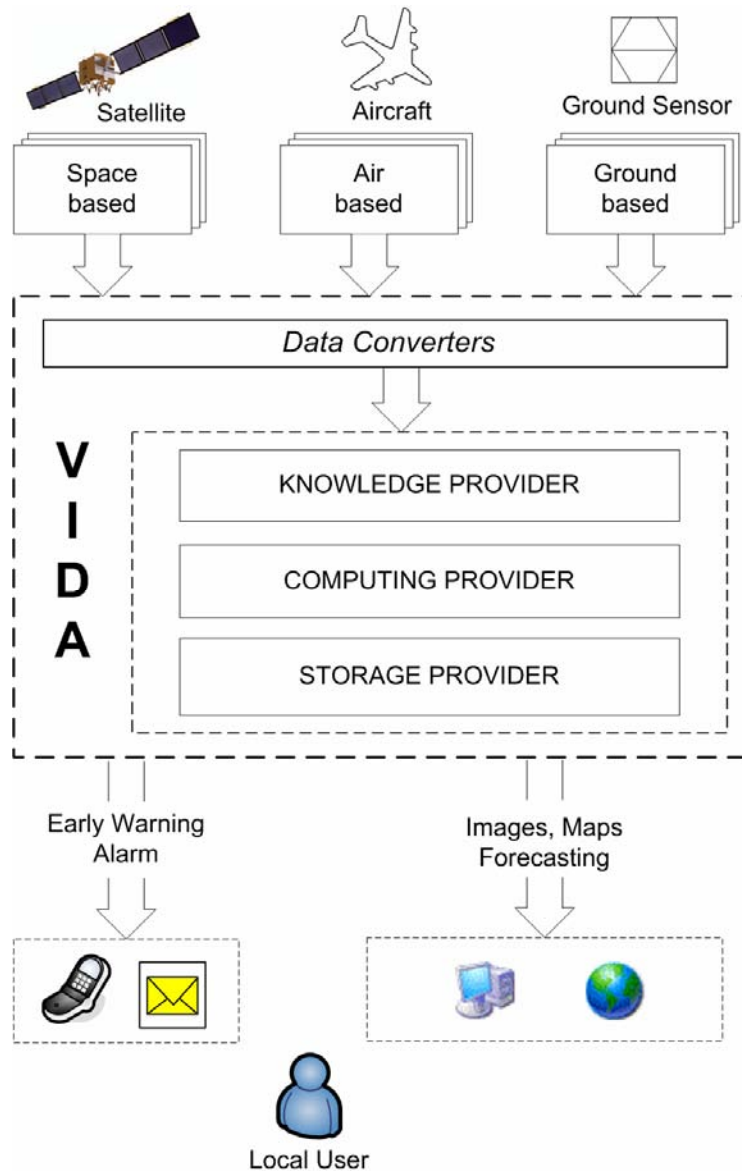 Satellite
Aircraft
Ground Sensor
Space
based
Air
based
Ground
based
Data Converters
V
I
D
A
KNOWLEDGE PROVIDER
COMPUTING PROVIDER
STORAGE PROVIDER
Early Warning
Alarm
Images, Maps
Forecasting
Local User